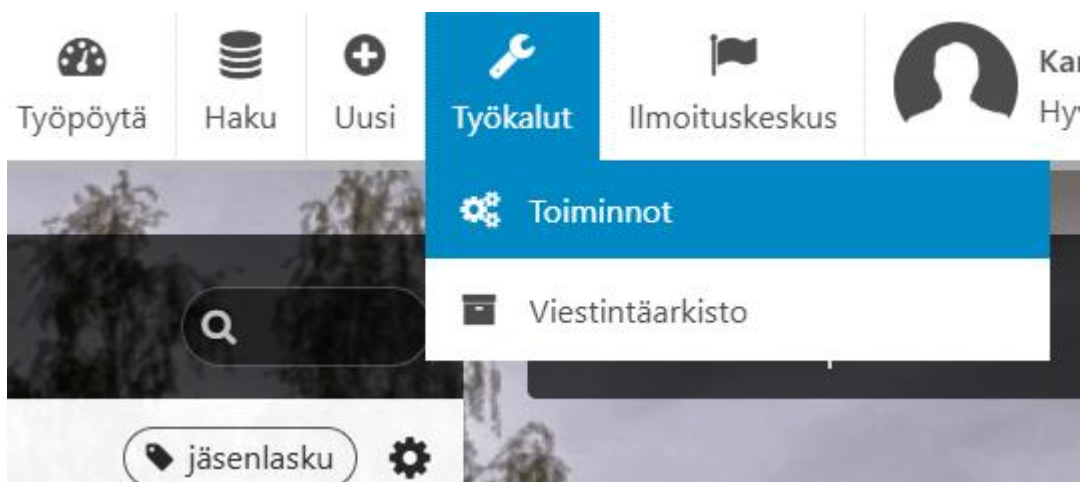 Työpöytä
Haku
Uusi
Työkalut
Ilmoituskeskus
Toiminnot
Viestintäarkisto
jäsenlasku